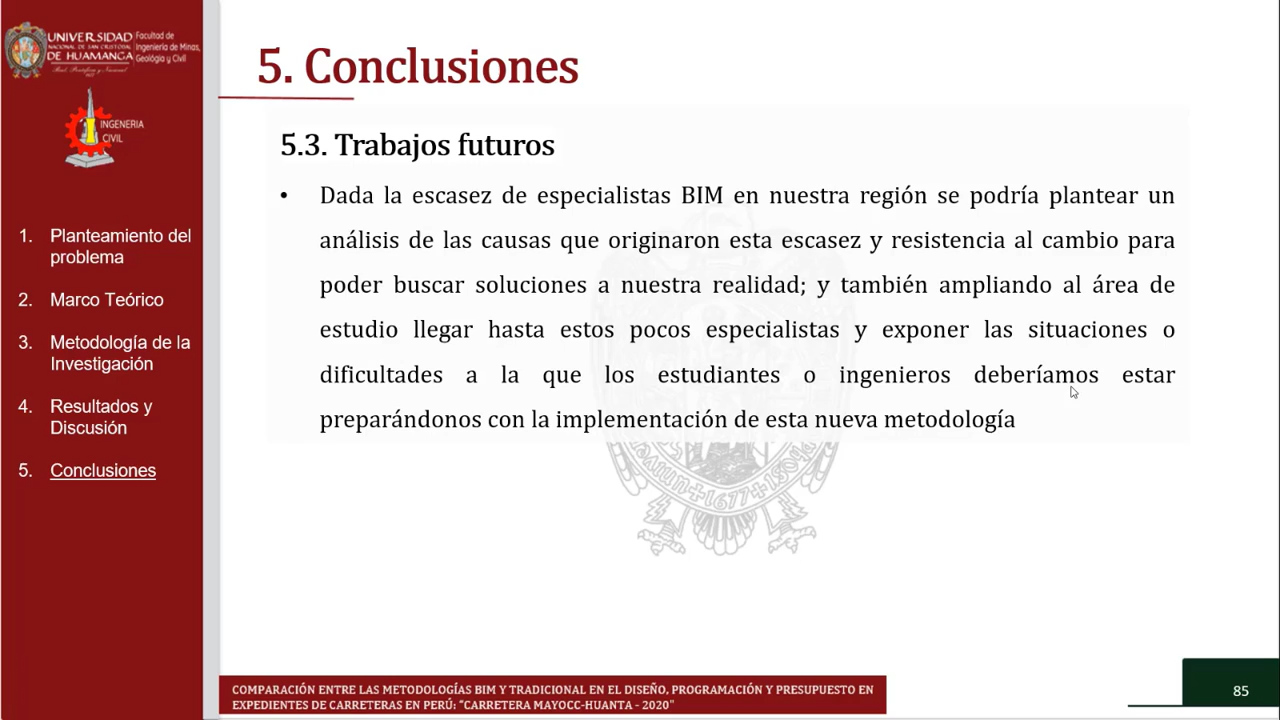 UNIVERSIDAD
NACIONAL DE SAN CRISTÓBAL
DE HUAMANGA
Real, Pontificia y Nacional
1677
Facultad de
Ingeniería de Minas,
Geológia y Civil
INGENERIA
CIVIL
1. Planteamiento del
problema
2. Marco Teórico
3. Metodología de la
Investigación
4. Resultados y
Discusión
5. Conclusiones
5. Conclusiones
5.3. Trabajos futuros
• Dada la escasez de especialistas BIM en nuestra región se podría plantear un
análisis de las causas que originaron esta escasez y resistencia al cambio para
poder buscar soluciones a nuestra realidad; y también ampliando al área de
estudio llegar hasta estos pocos especialistas y exponer las situaciones o
dificultades a la que los estudiantes o ingenieros deberíamos estar
preparándonos con la implementación de esta nueva metodología
1677
COMPARACIÓN ENTRE LAS METODOLOGÍAS BIM Y TRADICIONAL EN EL DISEÑO, PROGRAMACIÓN Y PRESUPUESTO EN
EXPEDIENTES DE CARRETERAS EN PERÚ: "CARRETERA MAYOCC-HUANTA - 2020"
85